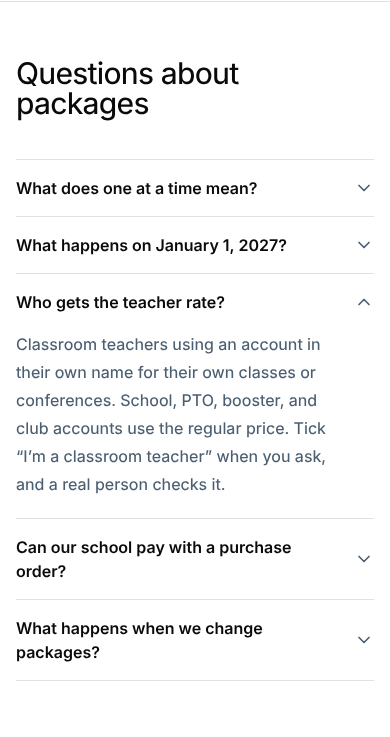 Questions about
packages
What does one at a time mean?
What happens on January 1, 2027?
Who gets the teacher rate?
Classroom teachers using an account in
their own name for their own classes or
conferences. School, PTO, booster, and
club accounts use the regular price. Tick
“I’m a classroom teacher” when you ask,
and a real person checks it.
Can our school pay with a purchase
order?
What happens when we change
packages?